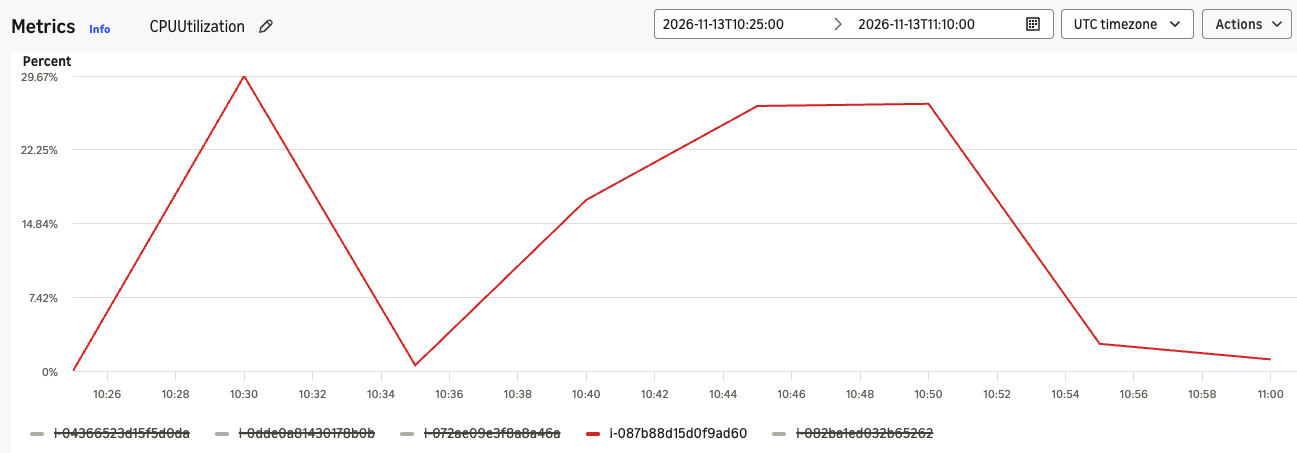 Metrics Info CPUUtilization 2026-11-13T10:25:00 2026-11-13T11:10:00 UTC timezone Actions
Percent
29.67%
22.25%
14.84%
7.42%
0%
10:26 10:28 10:30 10:32 10:34 10:36 10:38 10:40 10:42 10:44 10:46 10:48 10:50 10:52 10:54 10:56 10:58 11:00
i-04366523d15f5d0da i-0dde0a81430178b0b i-072ae09e3f8a8a46a i-087b88d15d0f9ad60 i-082ba1ed032b65262